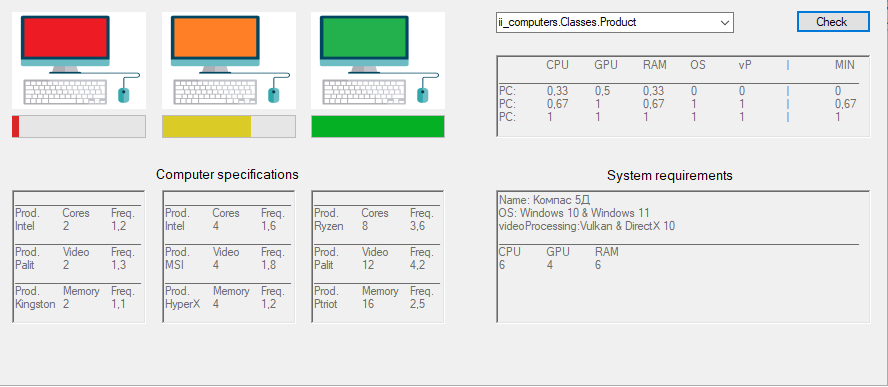 ii_computers.Classes.Product
Check
CPU GPU RAM OS vP | MIN
PC: 0,33 0,5 0,33 0 0 | 0
PC: 0,67 1 0,67 1 1 | 0,67
PC: 1 1 1 1 1 | 1
Computer specifications
Prod. Cores Freq.
Intel 2 1,2
Prod. Video Freq.
Palit 2 1,3
Prod. Memory Freq.
Kingston 2 1,1
Prod. Cores Freq.
Intel 4 1,6
Prod. Video Freq.
MSI 4 1,8
Prod. Memory Freq.
HyperX 4 1,2
Prod. Cores Freq.
Ryzen 8 3,6
Prod. Video Freq.
Palit 12 4,2
Prod. Memory Freq.
Ptriot 16 2,5
System requirements
Name: Компас 5Д
OS: Windows 10 & Windows 11
videoProcessing:Vulkan & DirectX 10
CPU GPU RAM
6 4 6